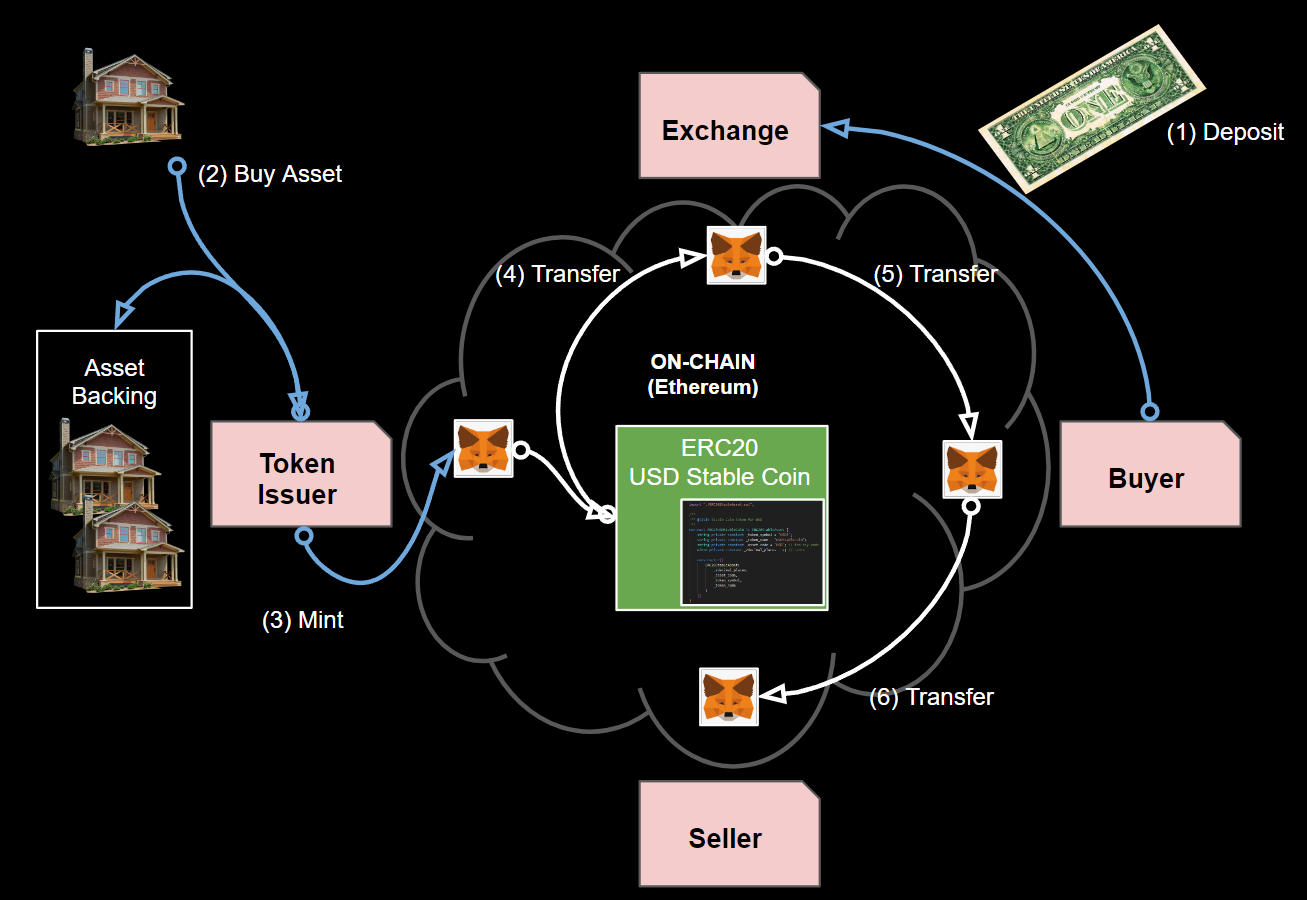 (1) Deposit
Exchange
ONE
(2) Buy Asset
(4) Transfer
(5) Transfer
ON-CHAIN
(Ethereum)
Asset
Backing
Token
Issuer
ERC20
USD Stable Coin
Buyer
(3) Mint
(6) Transfer
Seller